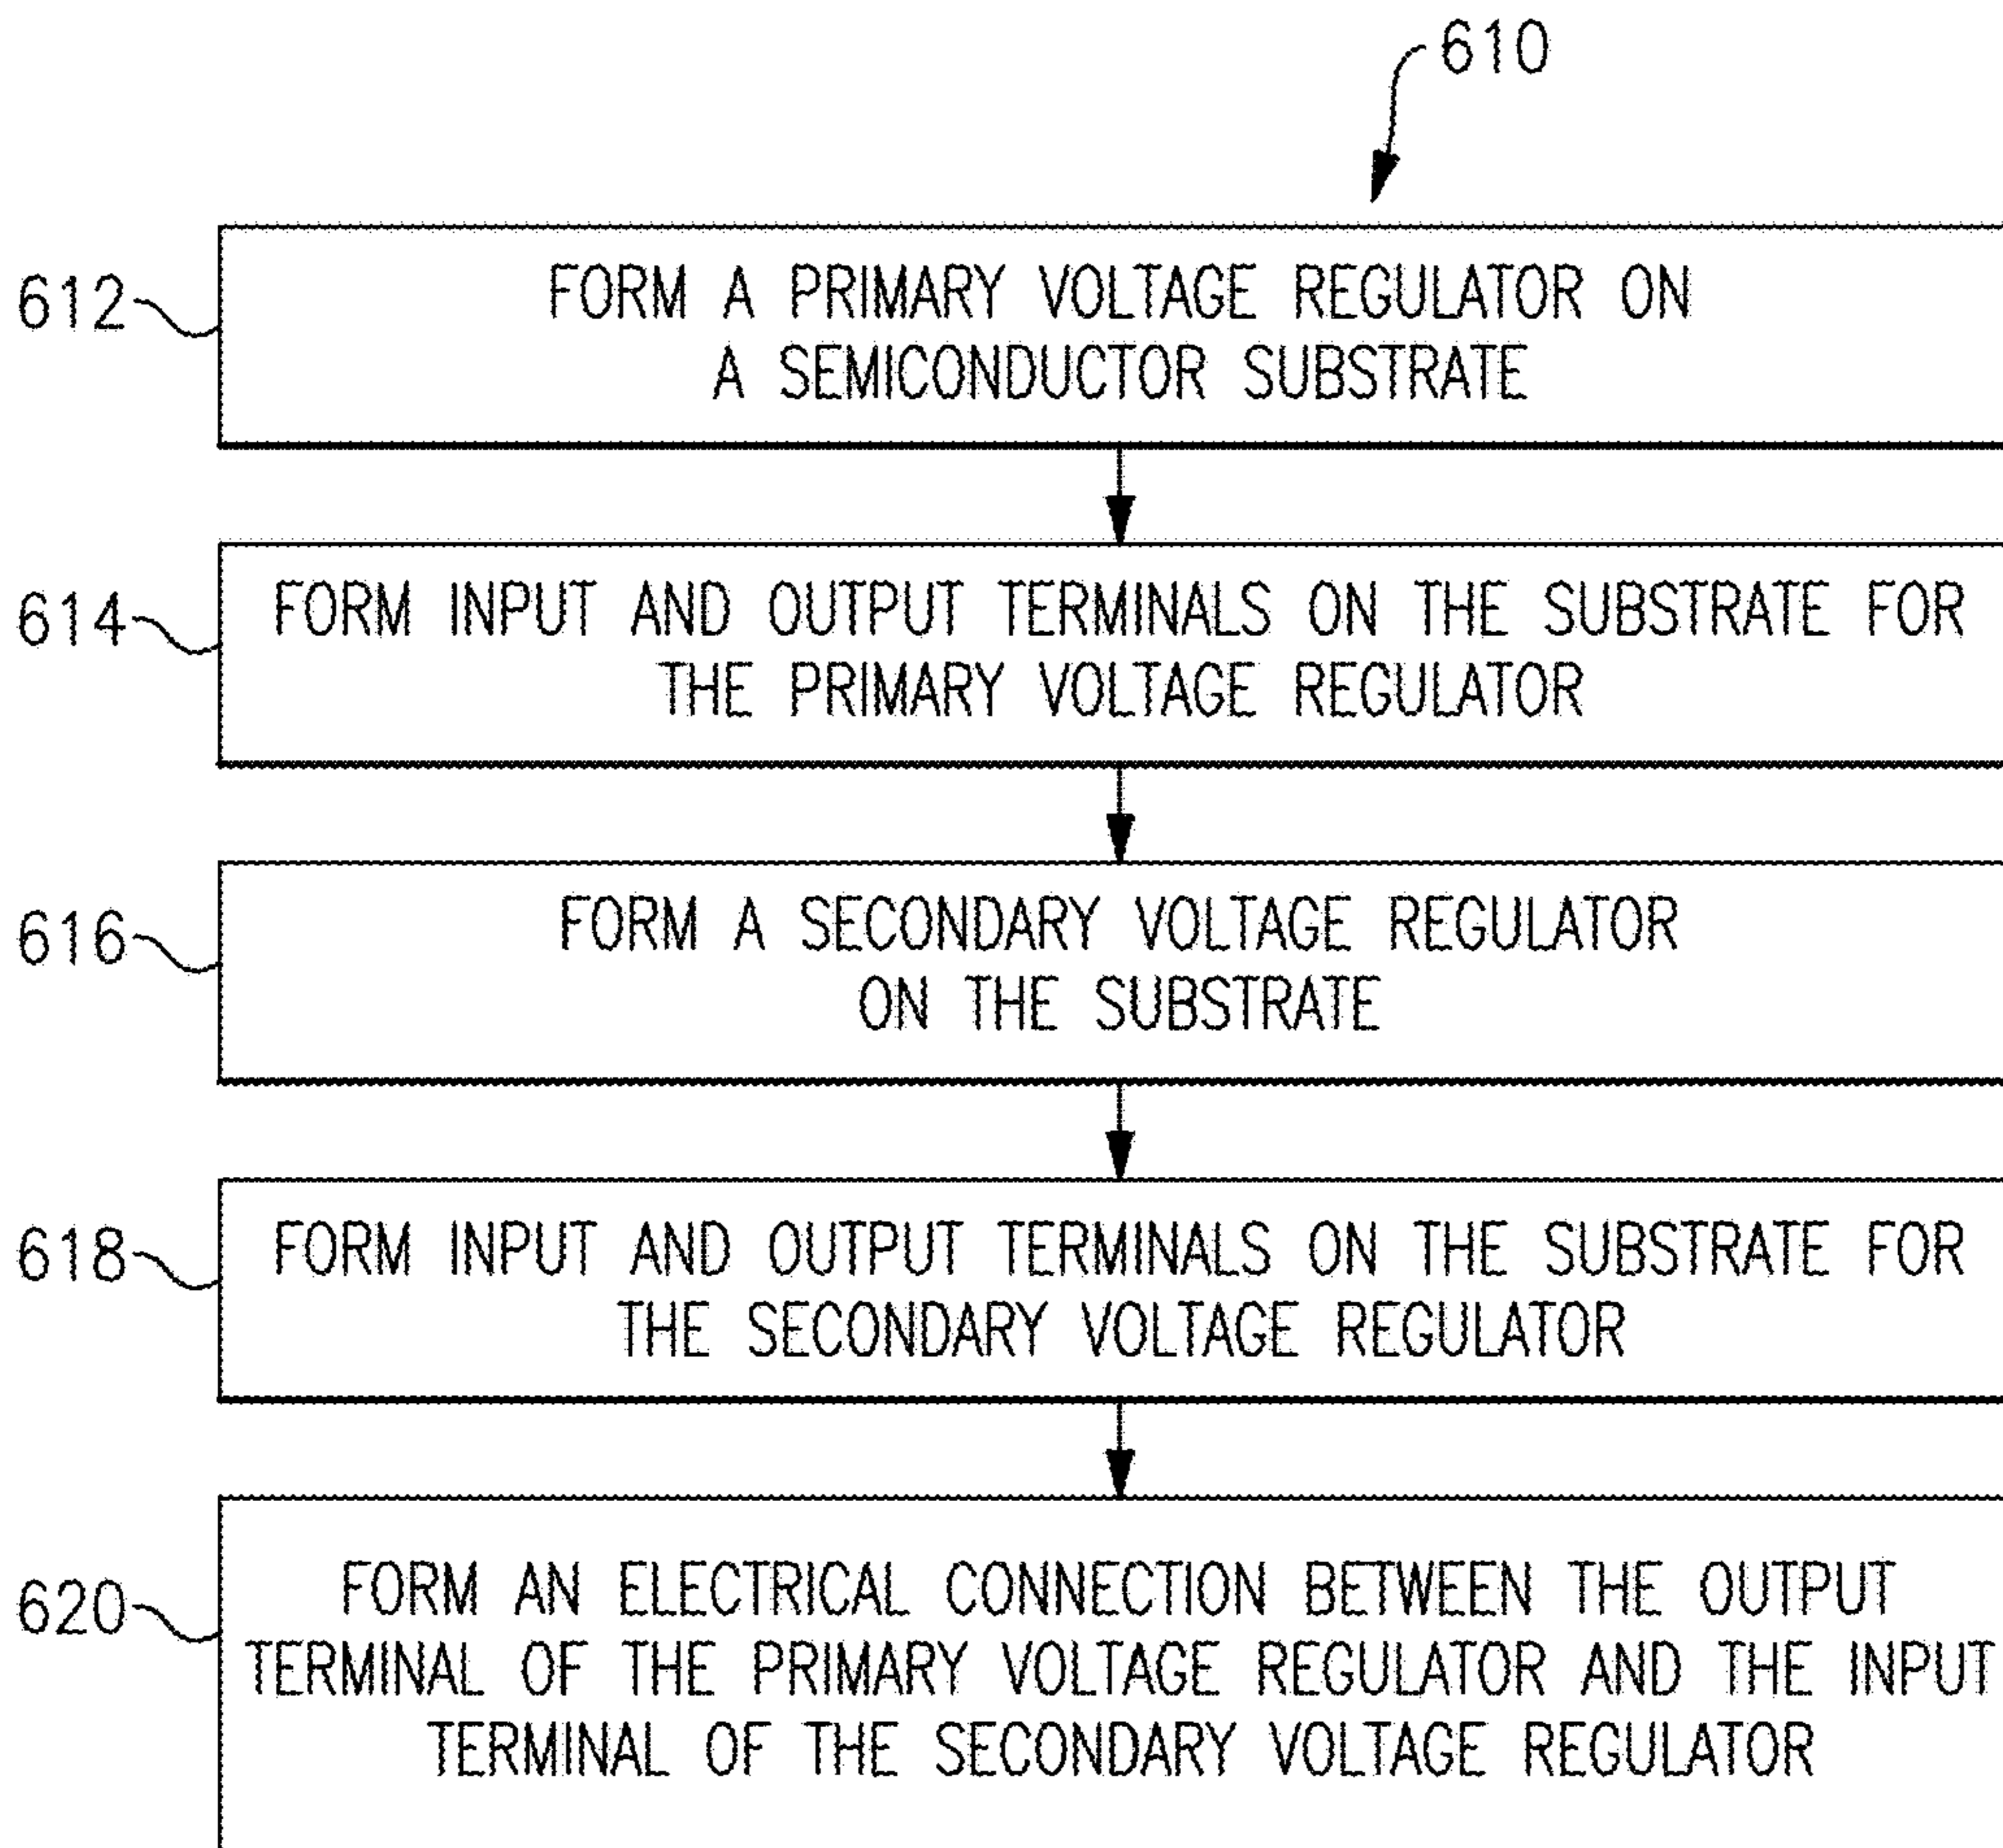 610
612
FORM A PRIMARY VOLTAGE REGULATOR ON
A SEMICONDUCTOR SUBSTRATE
614
FORM INPUT AND OUTPUT TERMINALS ON THE SUBSTRATE FOR
THE PRIMARY VOLTAGE REGULATOR
616
FORM A SECONDARY VOLTAGE REGULATOR
ON THE SUBSTRATE
618
FORM INPUT AND OUTPUT TERMINALS ON THE SUBSTRATE FOR
THE SECONDARY VOLTAGE REGULATOR
620
FORM AN ELECTRICAL CONNECTION BETWEEN THE OUTPUT
TERMINAL OF THE PRIMARY VOLTAGE REGULATOR AND THE INPUT
TERMINAL OF THE SECONDARY VOLTAGE REGULATOR